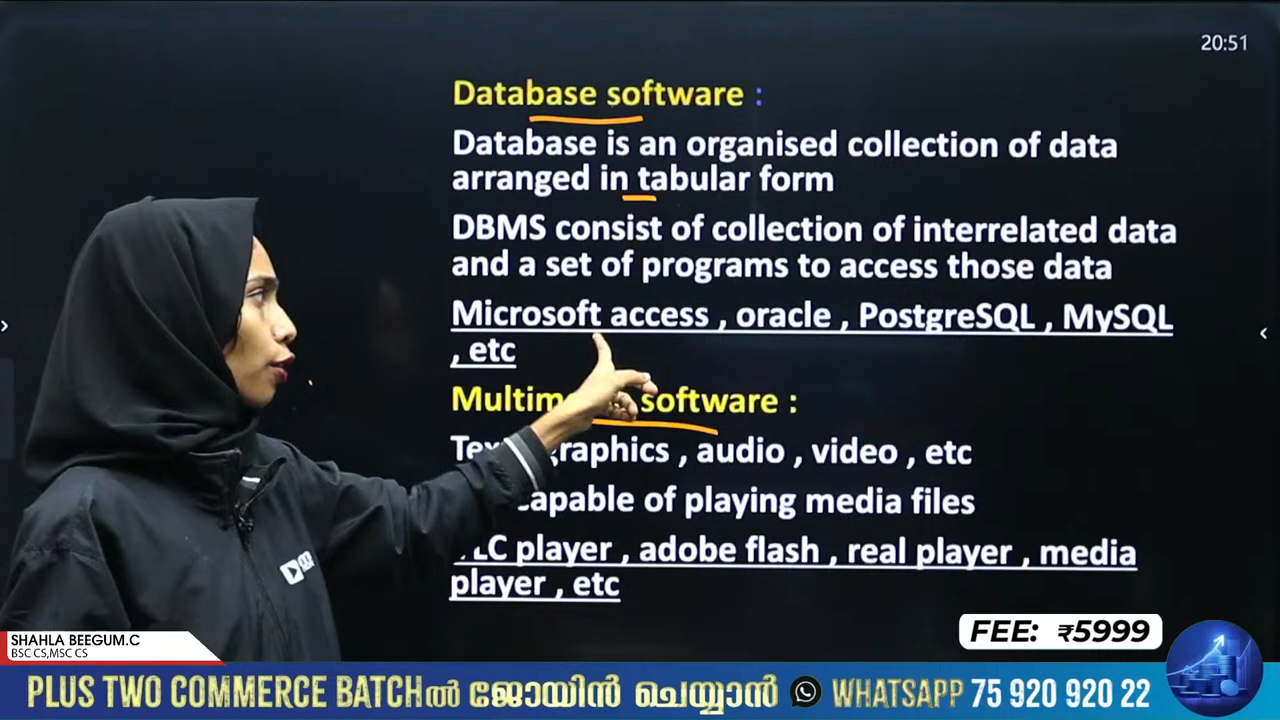 20:51
Database software :
Database is an organised collection of data
arranged in tabular form
DBMS consist of collection of interrelated data
and a set of programs to access those data
Microsoft access , oracle , PostgreSQL , MySQL
, etc
software :
audio , video , etc
capable of playing media files
player , adobe flash , real player , media
player , etc
FEE: ₹5999
SHAHLA BEEGUM.C
BSC CS,MSC CS
PLUS TWO COMMERCE BATCHൽ ജോയിൻ ചെയ്യാൻ WHATSAPP 75 920 920 22